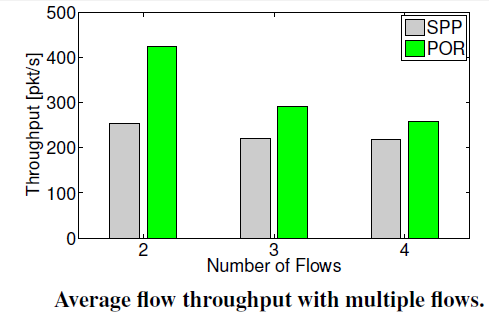 500
400
300
200
100
0
Throughput [pkt/s]
SPP
POR
2 3 4
Number of Flows
Average flow throughput with multiple flows.